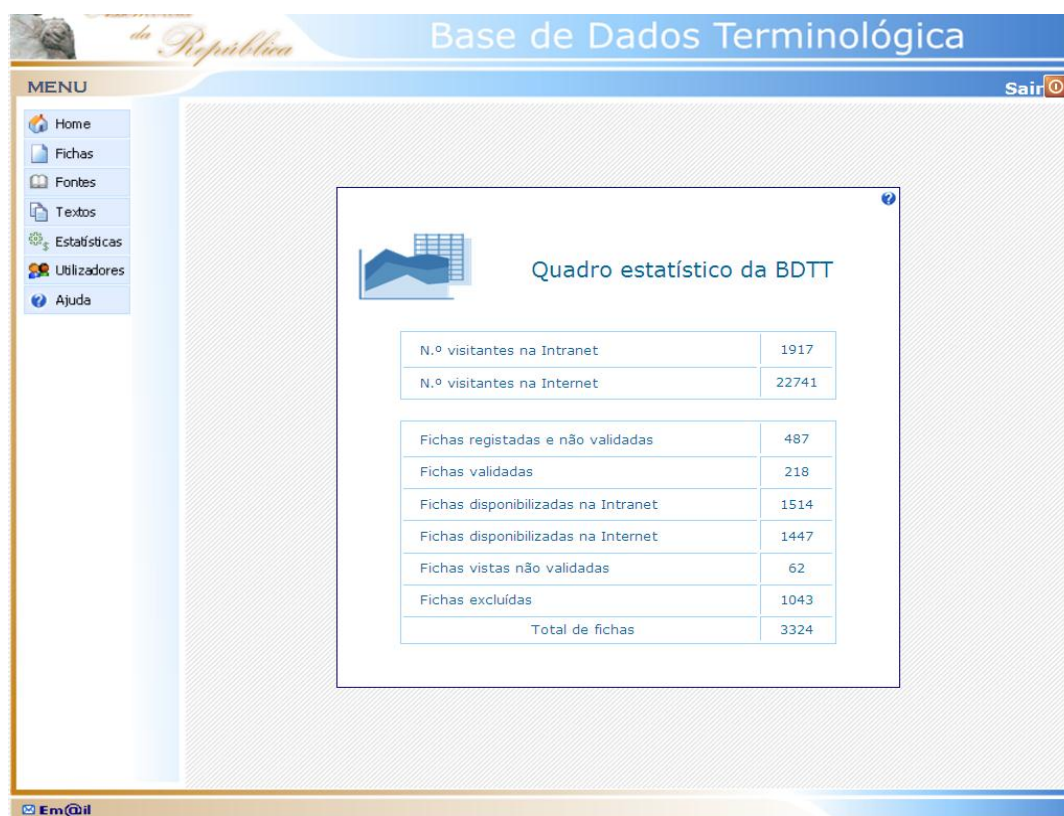 da República
Base de Dados Terminológica
MENU
Sair
Home
Fichas
Fontes
Textos
Estatísticas
Utilizadores
Ajuda
Quadro estatístico da BDTT
N.º visitantes na Intranet 1917
N.º visitantes na Internet 22741
Fichas registadas e não validadas 487
Fichas validadas 218
Fichas disponibilizadas na Intranet 1514
Fichas disponibilizadas na Internet 1447
Fichas vistas não validadas 62
Fichas excluídas 1043
Total de fichas 3324
Em@il